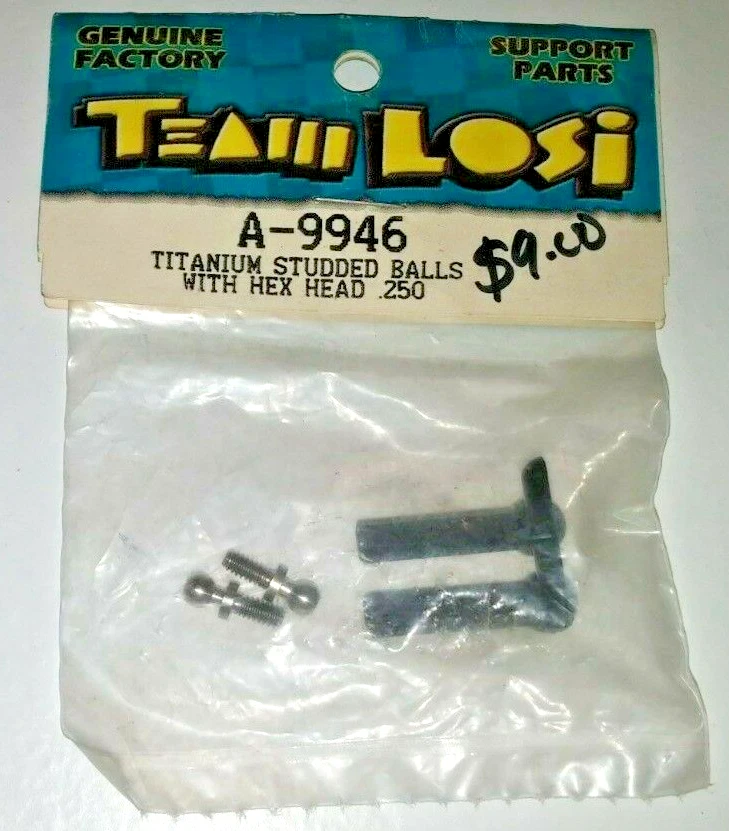 GENUINE
FACTORY
SUPPORT
PARTS
TEAM LOSi
A-9946
TITANIUM STUDDED BALLS
WITH HEX HEAD .250
$9.00